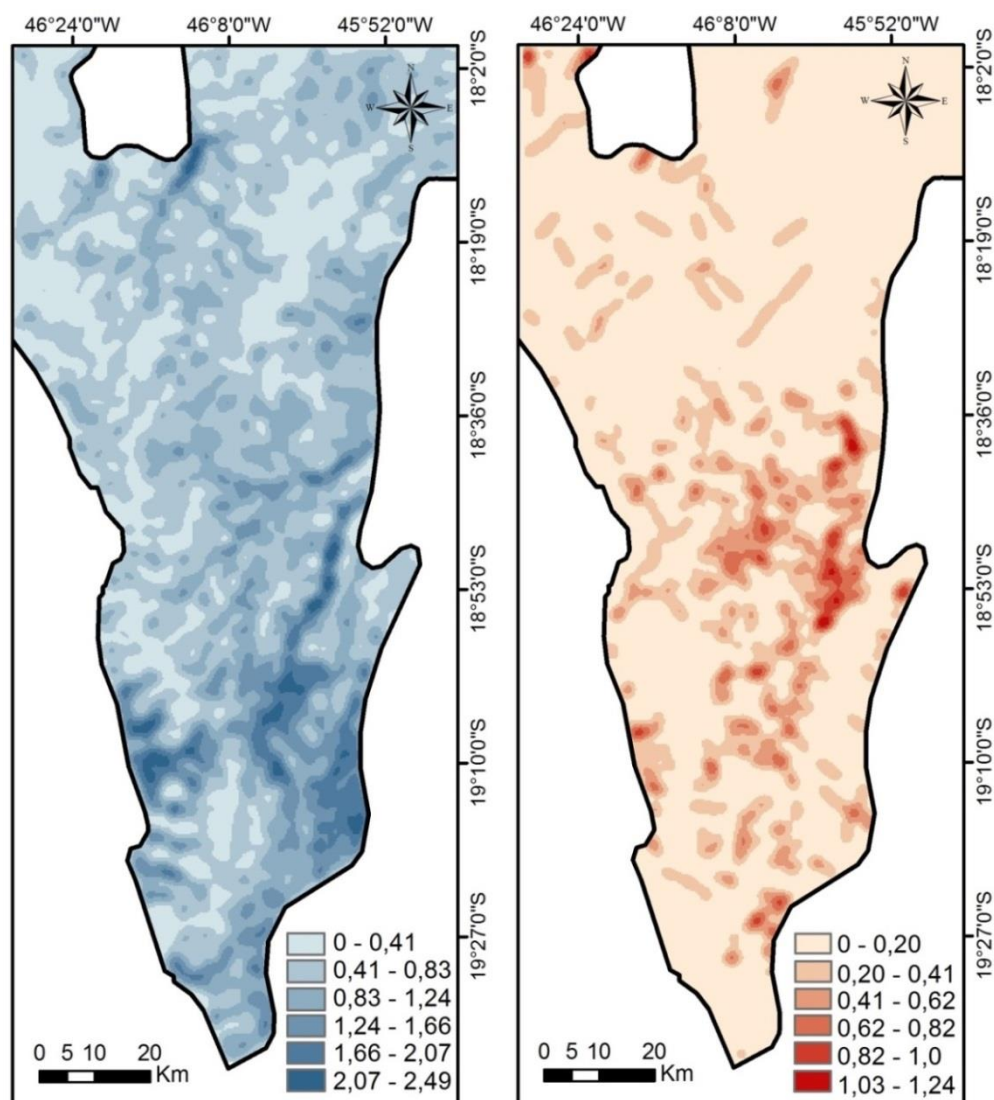 46°24'0"W 46°8'0"W 45°52'0"W
18°2'0"S
N
W E
S
18°19'0"S
18°36'0"S
18°53'0"S
19°10'0"S
19°27'0"S
0 - 0,41
0,41 - 0,83
0,83 - 1,24
1,24 - 1,66
1,66 - 2,07
2,07 - 2,49
0 5 10 20
Km
46°24'0"W 46°8'0"W 45°52'0"W
18°2'0"S
N
W E
S
18°19'0"S
18°36'0"S
18°53'0"S
19°10'0"S
19°27'0"S
0 - 0,20
0,20 - 0,41
0,41 - 0,62
0,62 - 0,82
0,82 - 1,0
1,03 - 1,24
0 5 10 20
Km